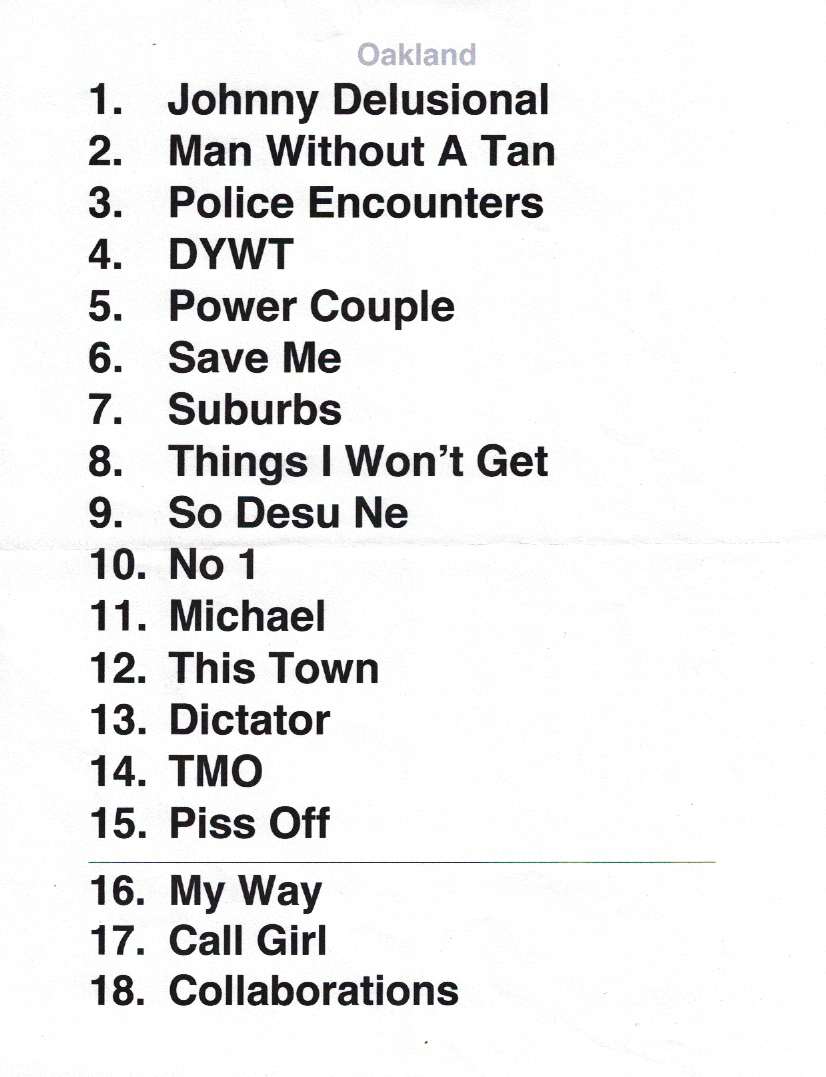 Oakland
1. Johnny Delusional
2. Man Without A Tan
3. Police Encounters
4. DYWT
5. Power Couple
6. Save Me
7. Suburbs
8. Things I Won’t Get
9. So Desu Ne
10. No 1
11. Michael
12. This Town
13. Dictator
14. TMO
15. Piss Off
16. My Way
17. Call Girl
18. Collaborations